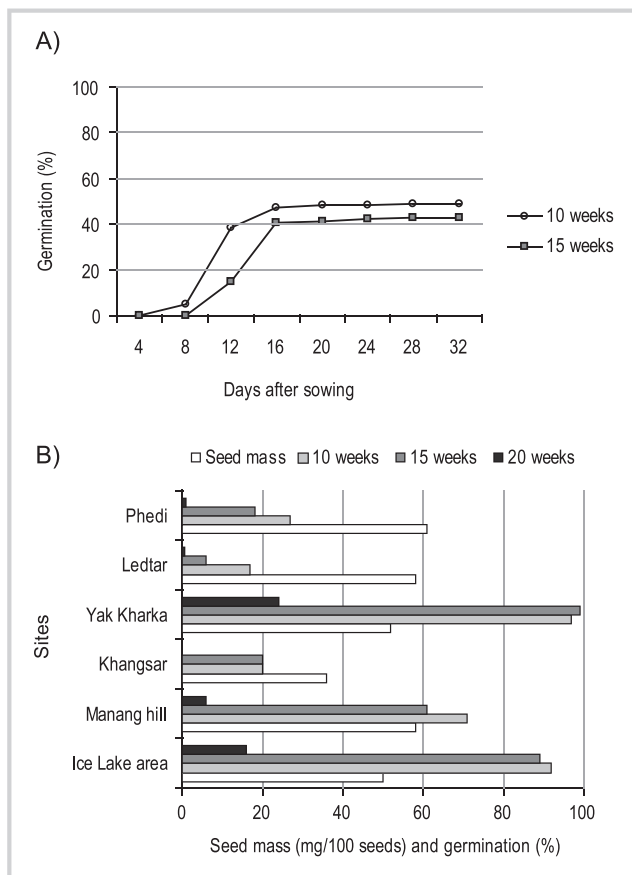 A)
Germination (%)
100
80
60
40
20
0
4 8 12 16 20 24 28 32
Days after sowing
10 weeks
15 weeks
B)
Seed mass 10 weeks 15 weeks 20 weeks
Sites
Phedi
Ledtar
Yak Kharka
Khangsar
Manang hill
Ice Lake area
0 20 40 60 80 100
Seed mass (mg/100 seeds) and germination (%)